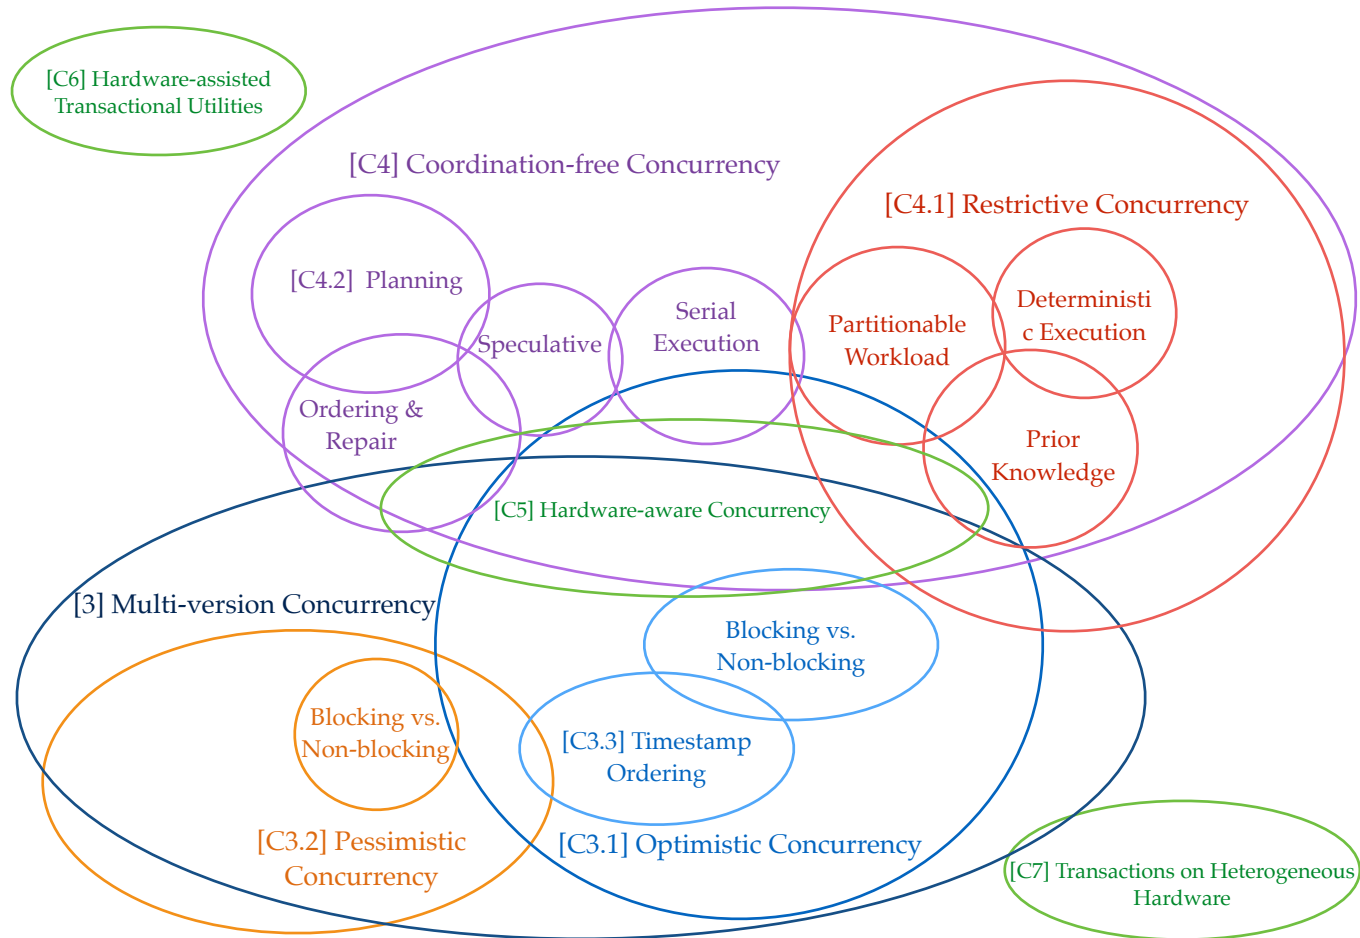 [C6] Hardware-assisted
Transactional Utilities
[C4] Coordination-free Concurrency
[C4.1] Restrictive Concurrency
[C4.2] Planning
Speculative
Serial
Execution
Partitionable
Workload
Deterministi
c Execution
Ordering &
Repair
Prior
Knowledge
[C5] Hardware-aware Concurrency
[3] Multi-version Concurrency
Blocking vs.
Non-blocking
Blocking vs.
Non-blocking
[C3.3] Timestamp
Ordering
[C3.2] Pessimistic
Concurrency
[C3.1] Optimistic Concurrency
[C7] Transactions on Heterogeneous
Hardware